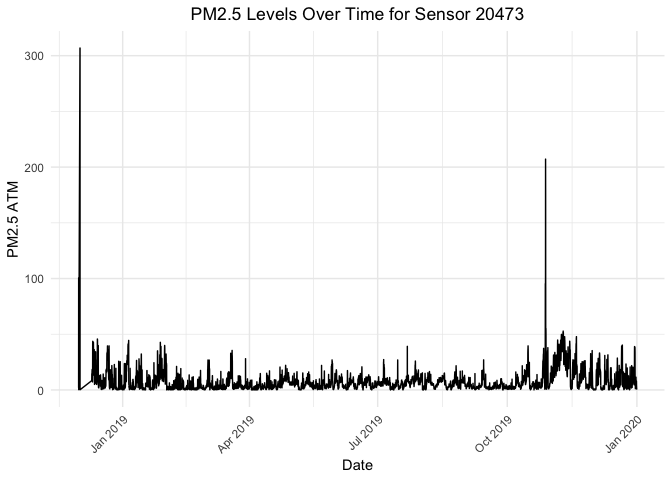 PM2.5 Levels Over Time for Sensor 20473
300
200
100
0
PM2.5 ATM
Jan 2019
Apr 2019
Jul 2019
Oct 2019
Jan 2020
Date